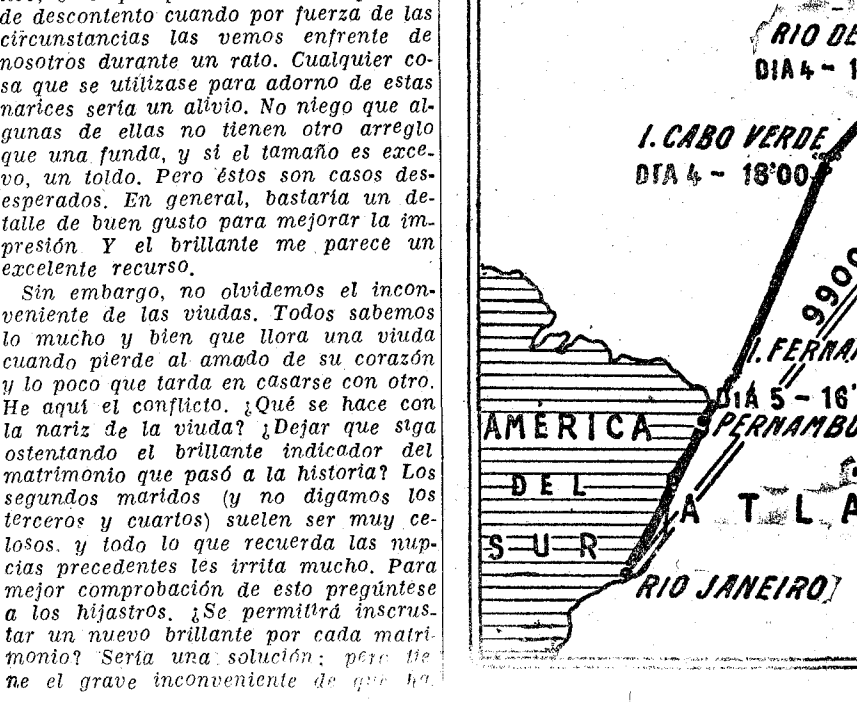 de descontento cuando por fuerza de las
circunstancias las vemos enfrente de
nosotros durante un rato. Cualquier co-
sa que se utilizase para adorno de estas
narices sería un alivio. No niego que al-
gunas de ellas no tienen otro arreglo
que una funda, y si el tamaño es exce-
vo, un toldo. Pero éstos son casos des-
esperados. En general, bastaría un de-
talle de buen gusto para mejorar la im-
presión Y el brillante me parece un
excelente recurso.
Sin embargo, no olvidemos el incon-
veniente de las viudas. Todos sabemos
lo mucho y bien que llora una viuda
cuando pierde al amado de su corazón
y lo poco que tarda en casarse con otro.
He aquí el conflicto. ¿Qué se hace con
la nariz de la viuda? ¿Dejar que siga
ostentando el brillante indicador del
matrimonio que pasó a la historia? Los
segundos maridos (y no digamos los
terceros y cuartos) suelen ser muy ce-
losos. y todo lo que recuerda las nup-
cias precedentes les irrita mucho. Para
mejor comprobación de esto pregúntese
a los hijastros. ¿Se permitirá inscrus-
tar un nuevo brillante por cada matri-
monio? Sería una solución; pero tie
ne el grave inconveniente de que ha.
RIO DE
DIA 4 - 1
I. CABO VERDE
DIA 4 - 18'00
9900
I. FERNA
DIA 5 - 16'
PERNAMBU
AMÉRICA
DEL
SUR
ATLA
RIO JANEIRO